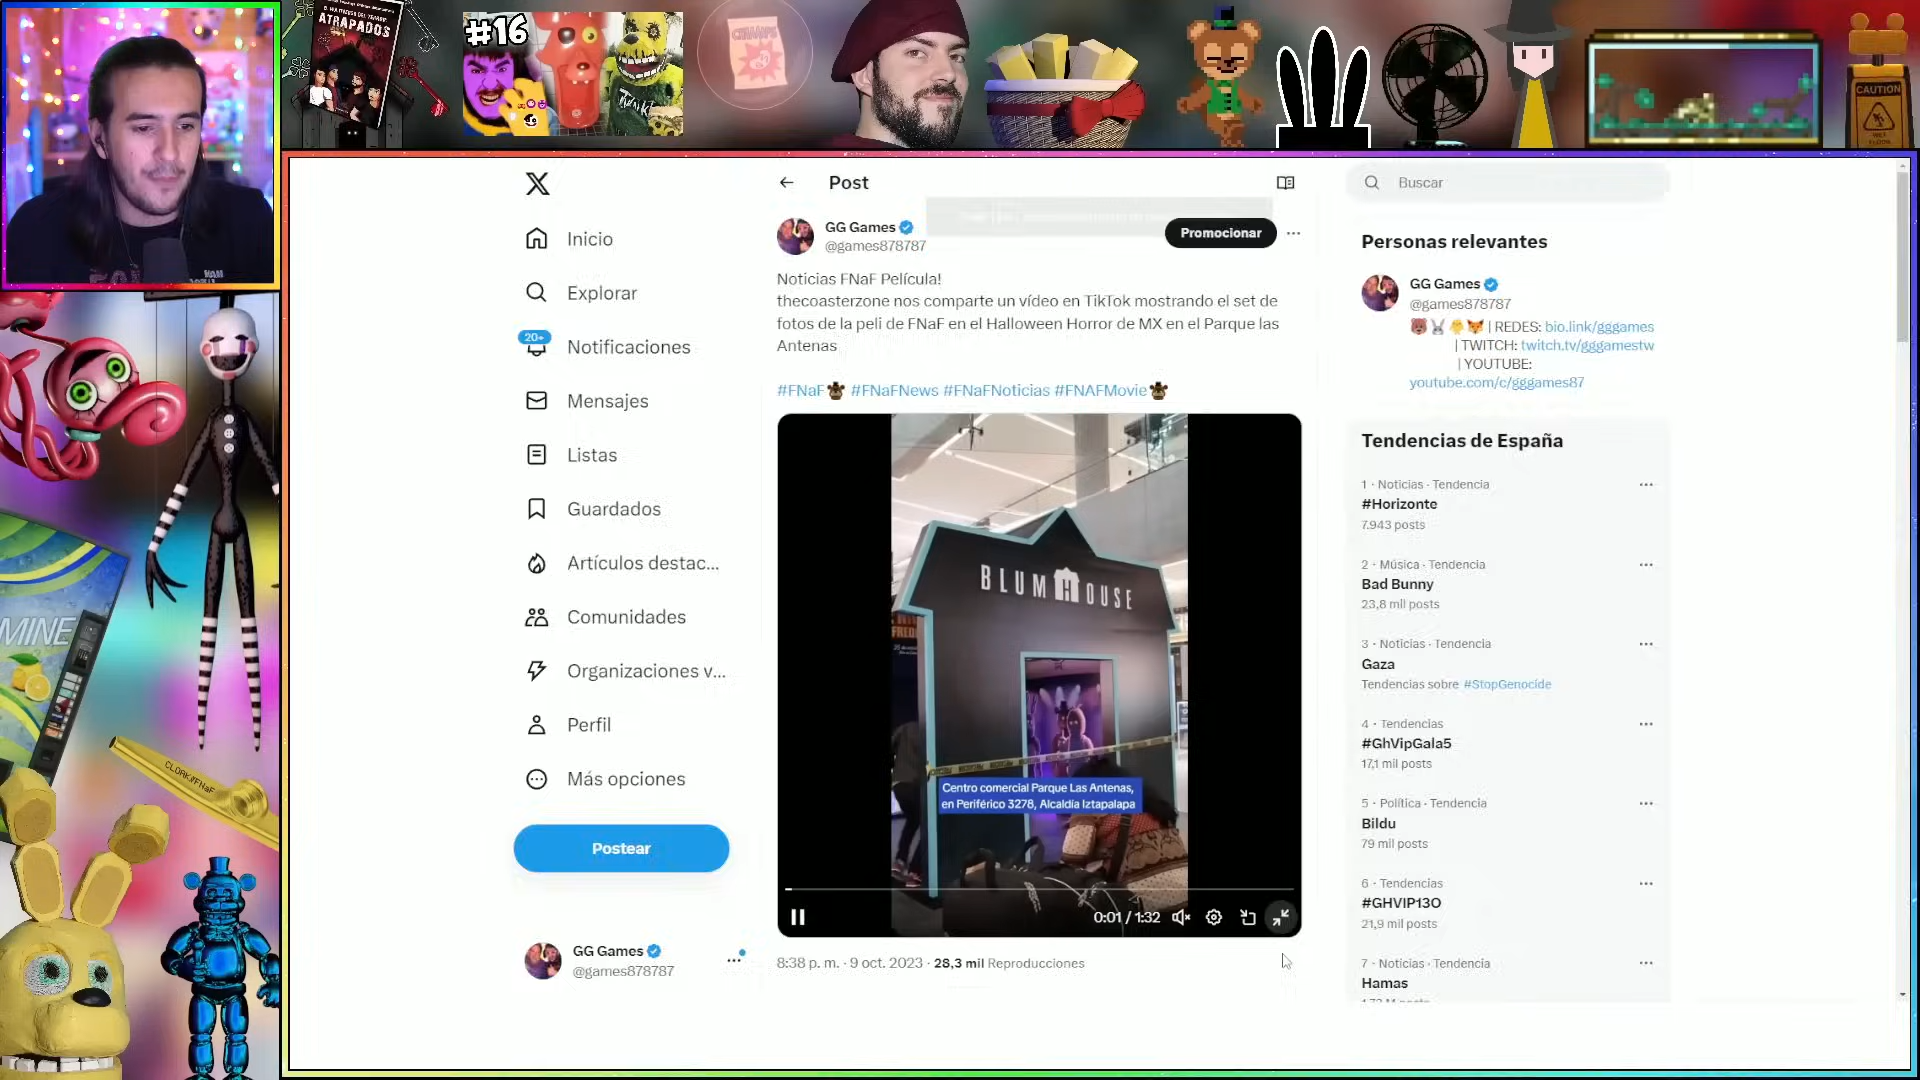 ATRAPADOS
#16
CAUTION
WET
FLOOR
Post
Buscar
GG Games
@games878787
Promocionar
Noticias FNaF Película!
thecoasterzone nos comparte un vídeo en TikTok mostrando el set de
fotos de la peli de FNaF en el Halloween Horror de MX en el Parque las
Antenas
#FNaF #FNaFNews #FNaFNoticias #FNAFMovie
Inicio
Explorar
20+
Notificaciones
Mensajes
Listas
Guardados
Artículos destac...
Comunidades
Organizaciones v...
Perfil
Más opciones
Postear
GG Games
@games878787
BLUMHOUSE
Centro comercial Parque Las Antenas,
en Periférico 3278, Alcaldía Iztapalapa
0:01 / 1:32
8:38 p. m. · 9 oct. 2023 · 28,3 mil Reproducciones
Personas relevantes
GG Games
@games878787
| REDES: bio.link/gggames
| TWITCH: twitch.tv/gggamestw
| YOUTUBE:
youtube.com/c/gggames87
Tendencias de España
1 · Noticias · Tendencia
#Horizonte
7.943 posts
2 · Música · Tendencia
Bad Bunny
23,8 mil posts
3 · Noticias · Tendencia
Gaza
Tendencias sobre #StopGenocide
4 · Tendencias
#GhVipGala5
17,1 mil posts
5 · Política · Tendencia
Bildu
79 mil posts
6 · Tendencias
#GHVIP13O
21,9 mil posts
7 · Noticias · Tendencia
Hamas
MINE
CLOAK//FNaF